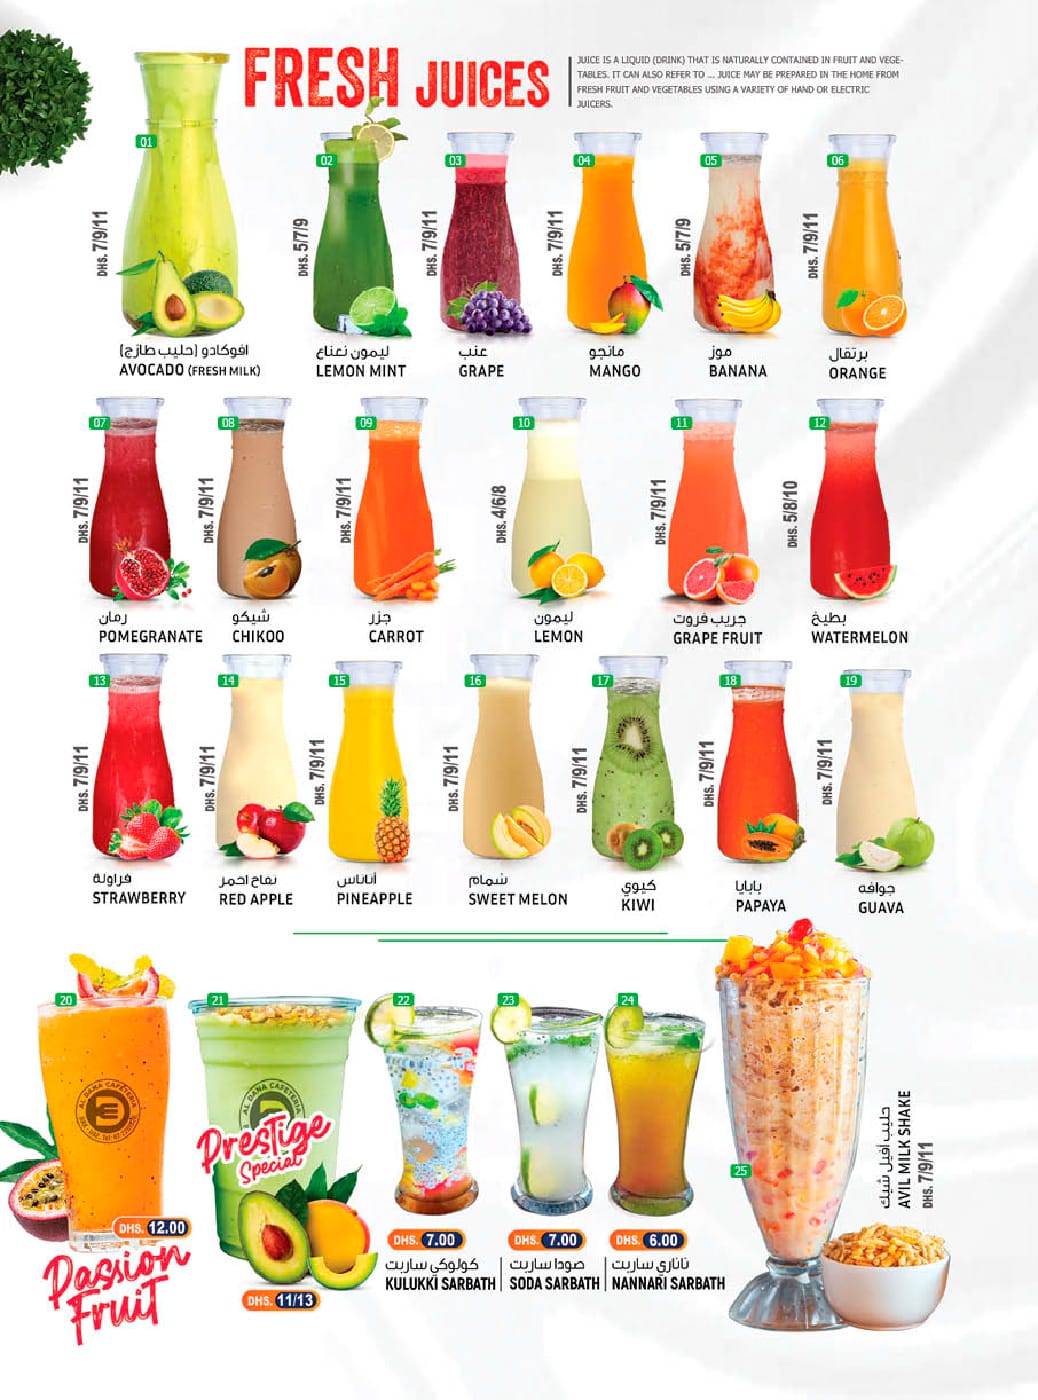 FRESH JUICES
JUICE IS A LIQUID (DRINK) THAT IS NATURALLY CONTAINED IN FRUIT AND VEGE-
TABLES. IT CAN ALSO REFER TO ... JUICE MAY BE PREPARED IN THE HOME FROM
FRESH FRUIT AND VEGETABLES USING A VARIETY OF HAND OR ELECTRIC
JUICERS.
01
DHS. 7/9/11
افوكادو (حليب طازج)
AVOCADO (FRESH MILK)
02
DHS. 5/7/9
ليمون نعناع
LEMON MINT
03
DHS. 7/9/11
عنب
GRAPE
04
DHS. 7/9/11
مانجو
MANGO
05
DHS. 5/7/9
موز
BANANA
06
DHS. 7/9/11
برتقال
ORANGE
07
DHS. 7/9/11
رمان
POMEGRANATE
08
DHS. 7/9/11
شيكو
CHIKOO
09
DHS. 7/9/11
جزر
CARROT
10
DHS. 4/6/8
ليمون
LEMON
11
DHS. 7/9/11
جريب فروت
GRAPE FRUIT
12
DHS. 5/8/10
بطيخ
WATERMELON
13
DHS. 7/9/11
فراولة
STRAWBERRY
14
DHS. 7/9/11
تفاح احمر
RED APPLE
15
DHS. 7/9/11
أناناس
PINEAPPLE
16
DHS. 7/9/11
شمام
SWEET MELON
17
DHS. 7/9/11
كيوي
KIWI
18
DHS. 7/9/11
بابايا
PAPAYA
19
DHS. 7/9/11
جوافه
GUAVA
20
AL DANA CAFETERIA
DHS. 12.00
Passion
Fruit
21
AL DANA CAFETERIA
Prestige
Special
DHS. 11/13
22
DHS. 7.00
كولوكي ساربت
KULUKKI SARBATH
23
DHS. 7.00
صودا ساربت
SODA SARBATH
24
DHS. 6.00
ناناري ساربت
NANNARI SARBATH
25
حليب أفيل شيك
AVIL MILK SHAKE
DHS. 7/9/11